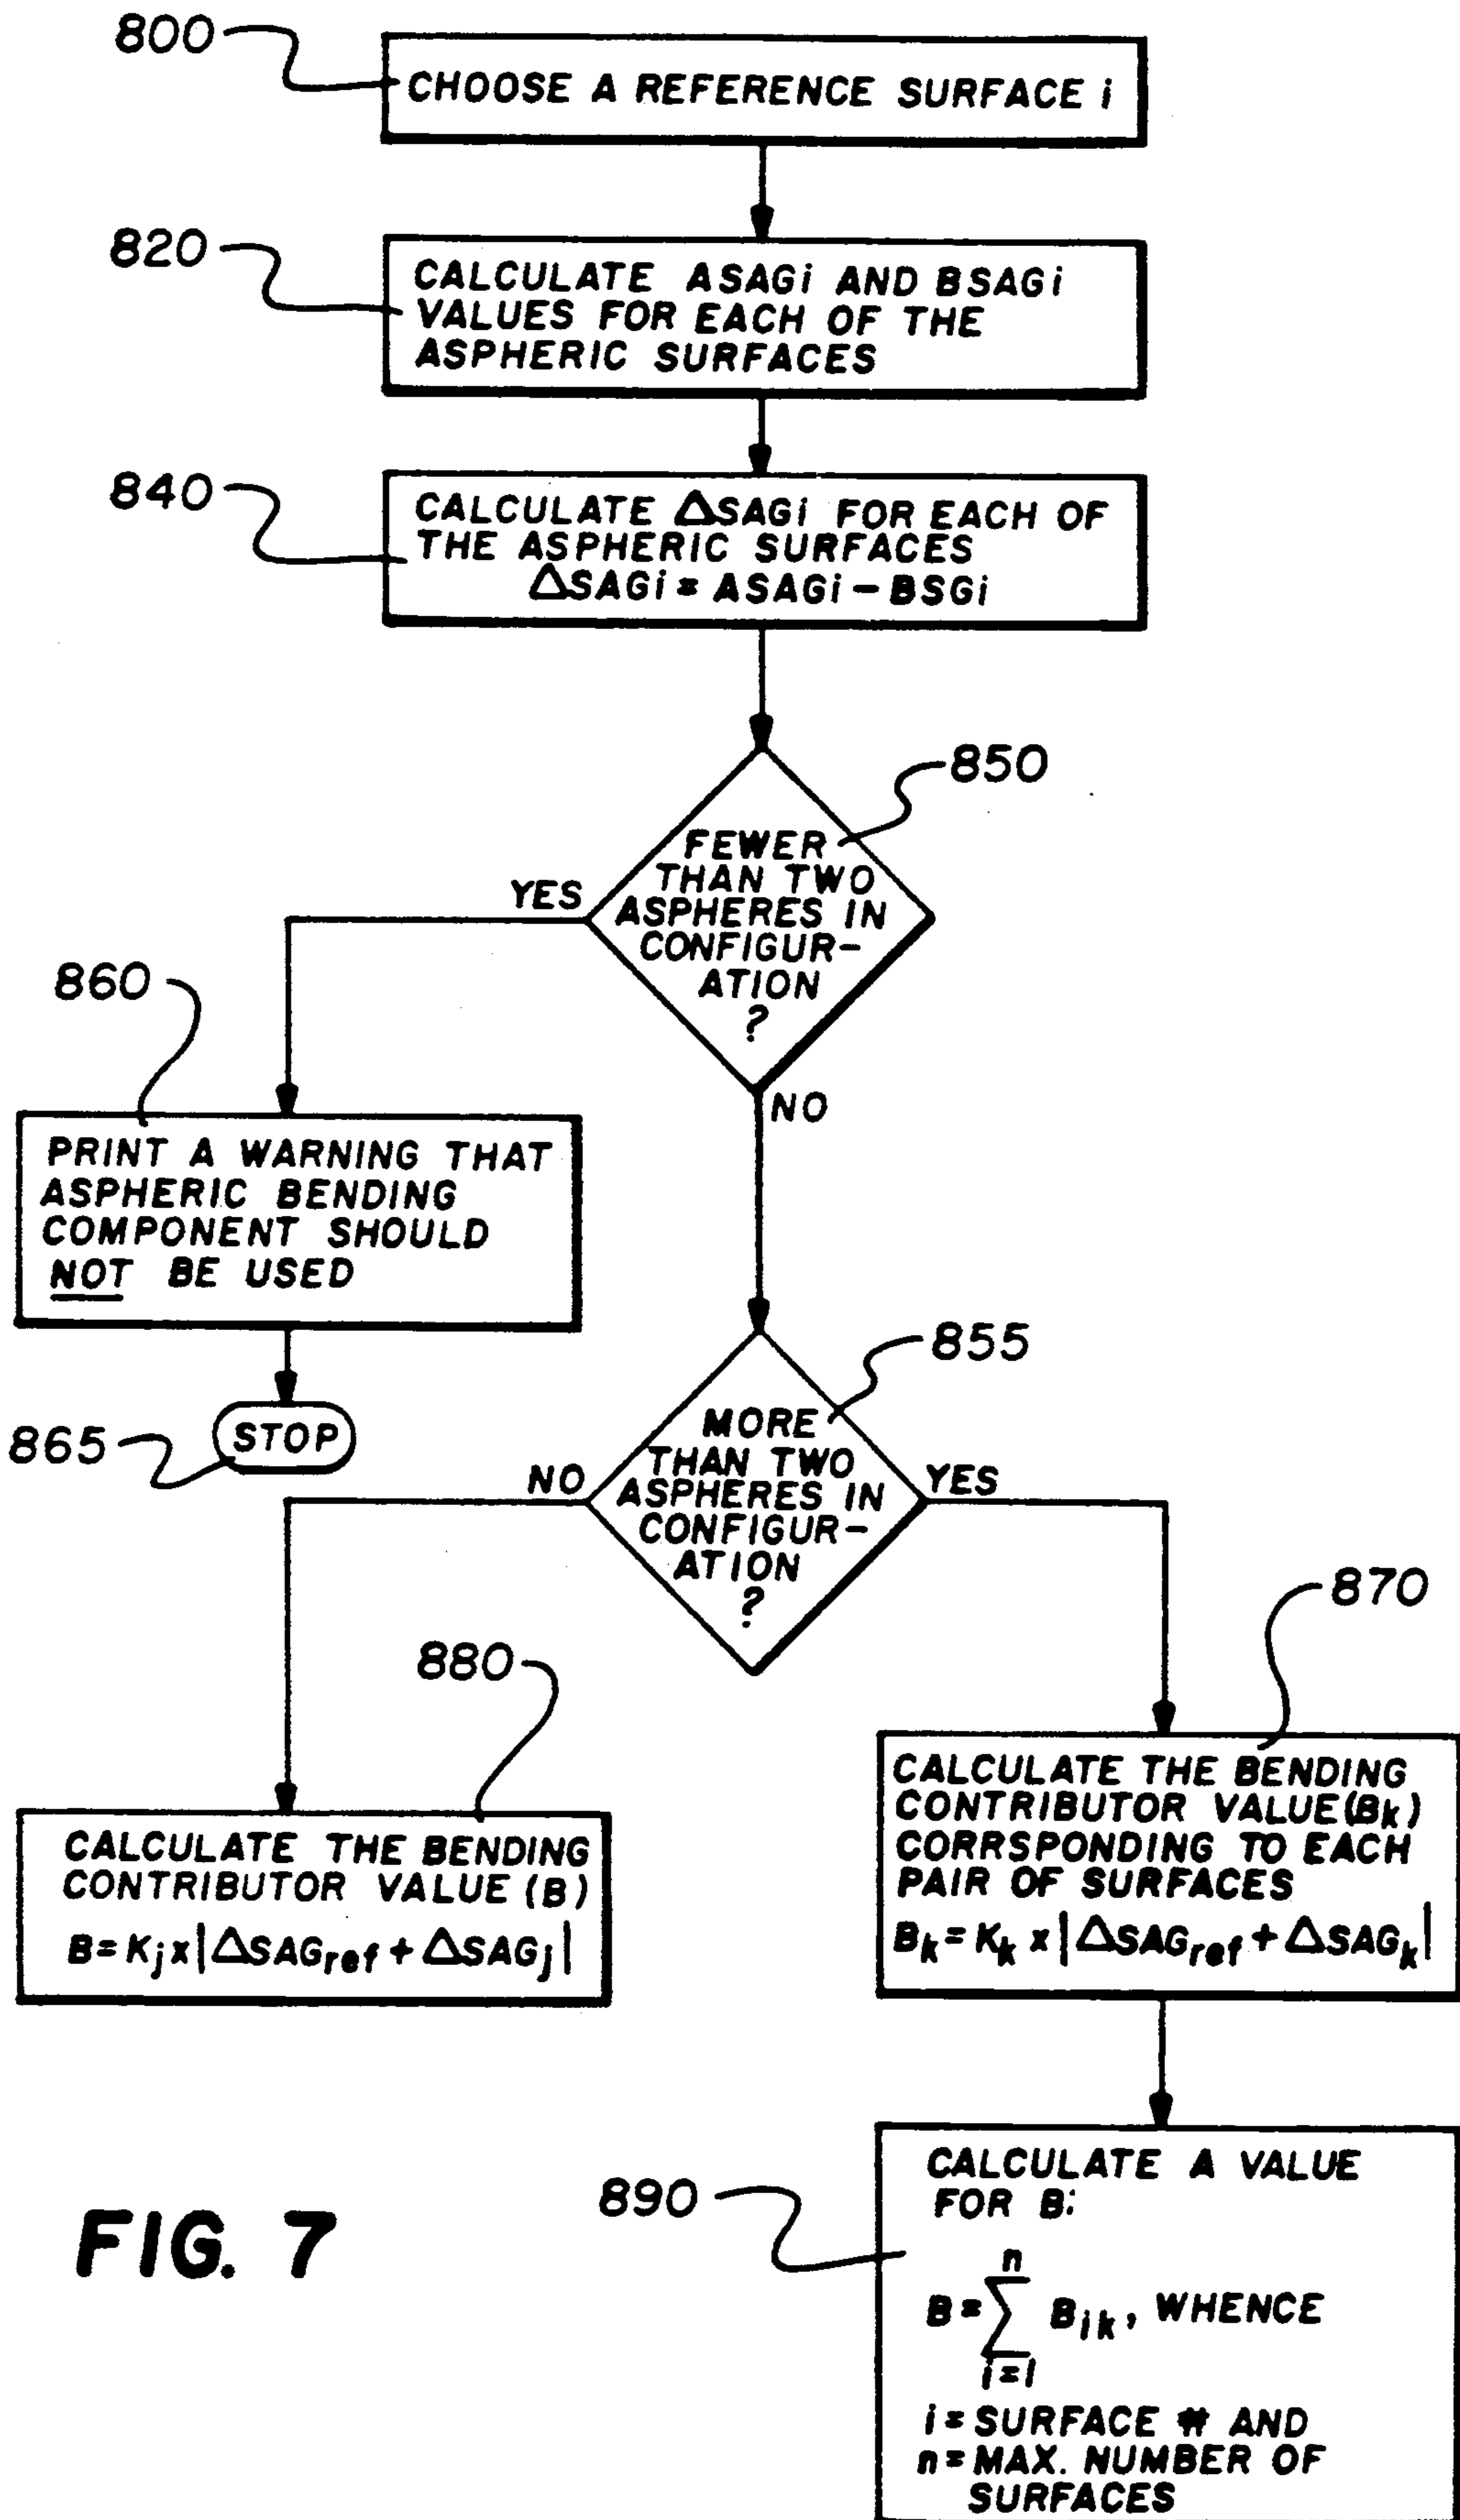 800
CHOOSE A REFERENCE SURFACE i
820
CALCULATE ASAGi AND BSAGi
VALUES FOR EACH OF THE
ASPHERIC SURFACES
840
CALCULATE ΔSAGi FOR EACH OF
THE ASPHERIC SURFACES
ΔSAGi = ASAGi – BSGi
850
FEWER
THAN TWO
ASPHERES IN
CONFIGUR-
ATION
?
YES
NO
860
PRINT A WARNING THAT
ASPHERIC BENDING
COMPONENT SHOULD
NOT BE USED
865
STOP
855
MORE
THAN TWO
ASPHERES IN
CONFIGUR-
ATION
?
NO
YES
880
CALCULATE THE BENDING
CONTRIBUTOR VALUE (B)
B = Kj x |ΔSAGref + ΔSAGj|
870
CALCULATE THE BENDING
CONTRIBUTOR VALUE (Bk)
CORRSPONDING TO EACH
PAIR OF SURFACES
Bk = Kk x |ΔSAGref + ΔSAGk|
890
CALCULATE A VALUE
FOR B:
n
B = Σ Bik, WHENCE
i=1
i = SURFACE # AND
n = MAX. NUMBER OF
SURFACES
FIG. 7